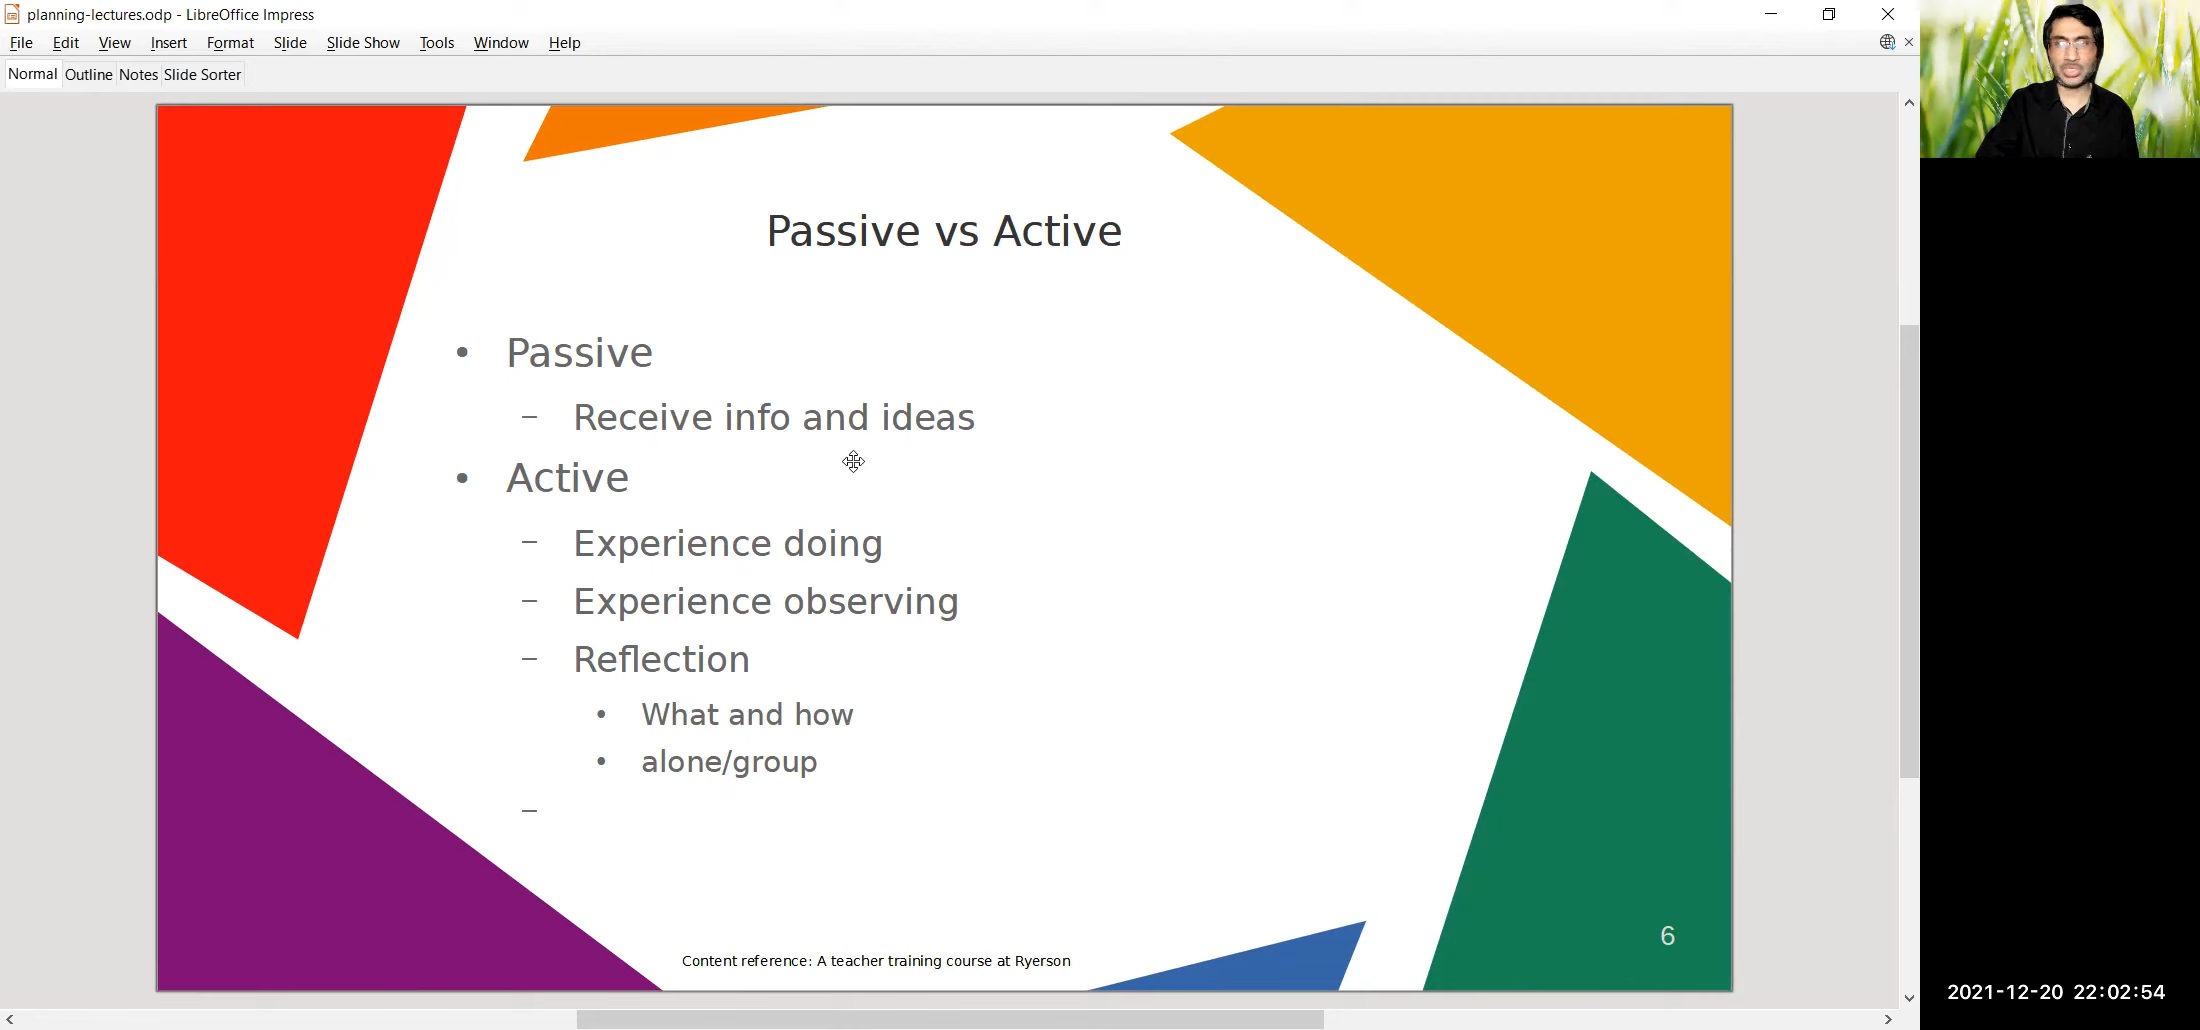 planning-lectures.odp - LibreOffice Impress
File Edit View Insert Format Slide Slide Show Tools Window Help
Normal Outline Notes Slide Sorter
Passive vs Active
• Passive
– Receive info and ideas
• Active
– Experience doing
– Experience observing
– Reflection
• What and how
• alone/group
–
Content reference: A teacher training course at Ryerson
6
2021-12-20 22:02:54